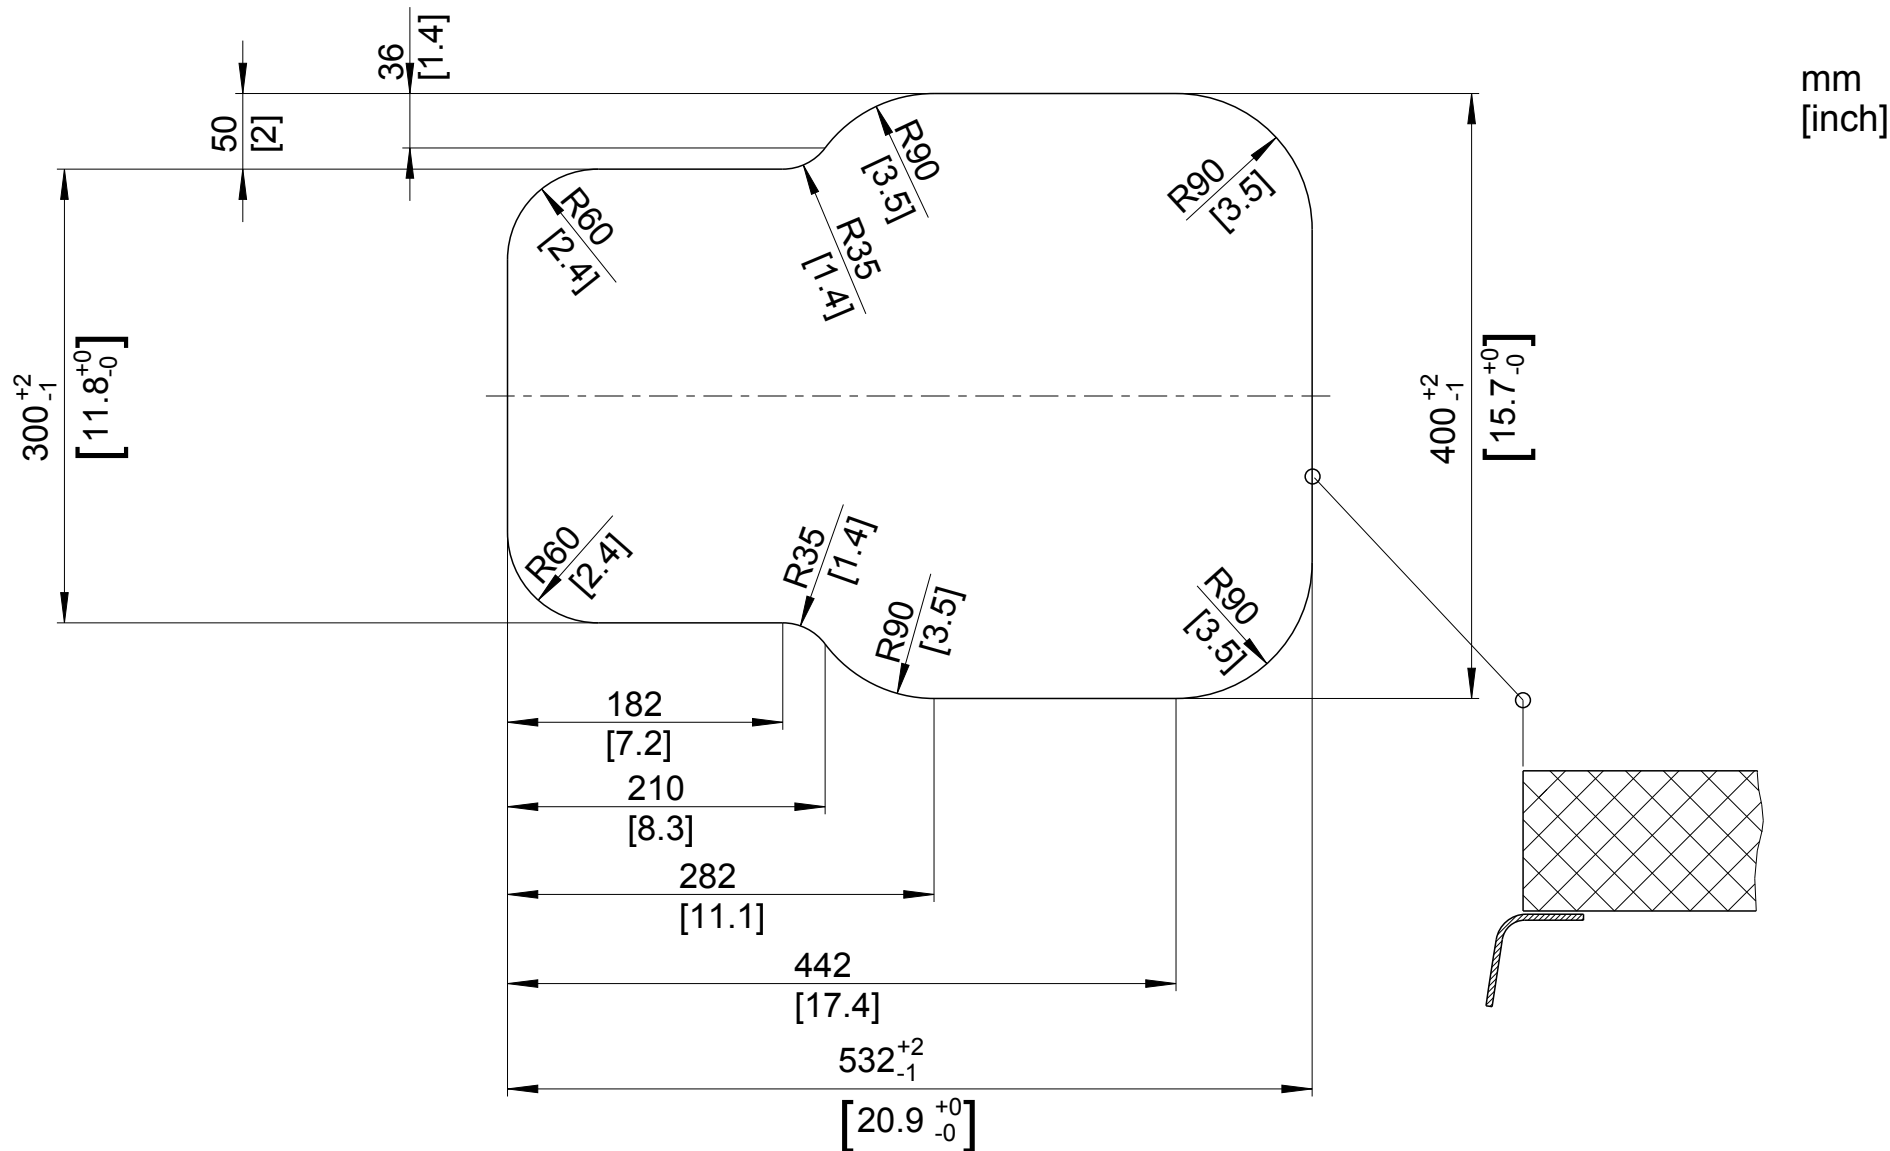 36
[1.4]
mm
[inch]
50
[2]
R90
[3.5]
R90
[3.5]
R60
[2.4]
R35
[1.4]
300 +2 -1
[11.8 +0 -0]
400 +2 -1
[15.7 +0 -0]
R60
[2.4]
R35
[1.4]
R90
[3.5]
R90
[3.5]
182
[7.2]
210
[8.3]
282
[11.1]
442
[17.4]
532 +2 -1
[20.9 +0 -0]